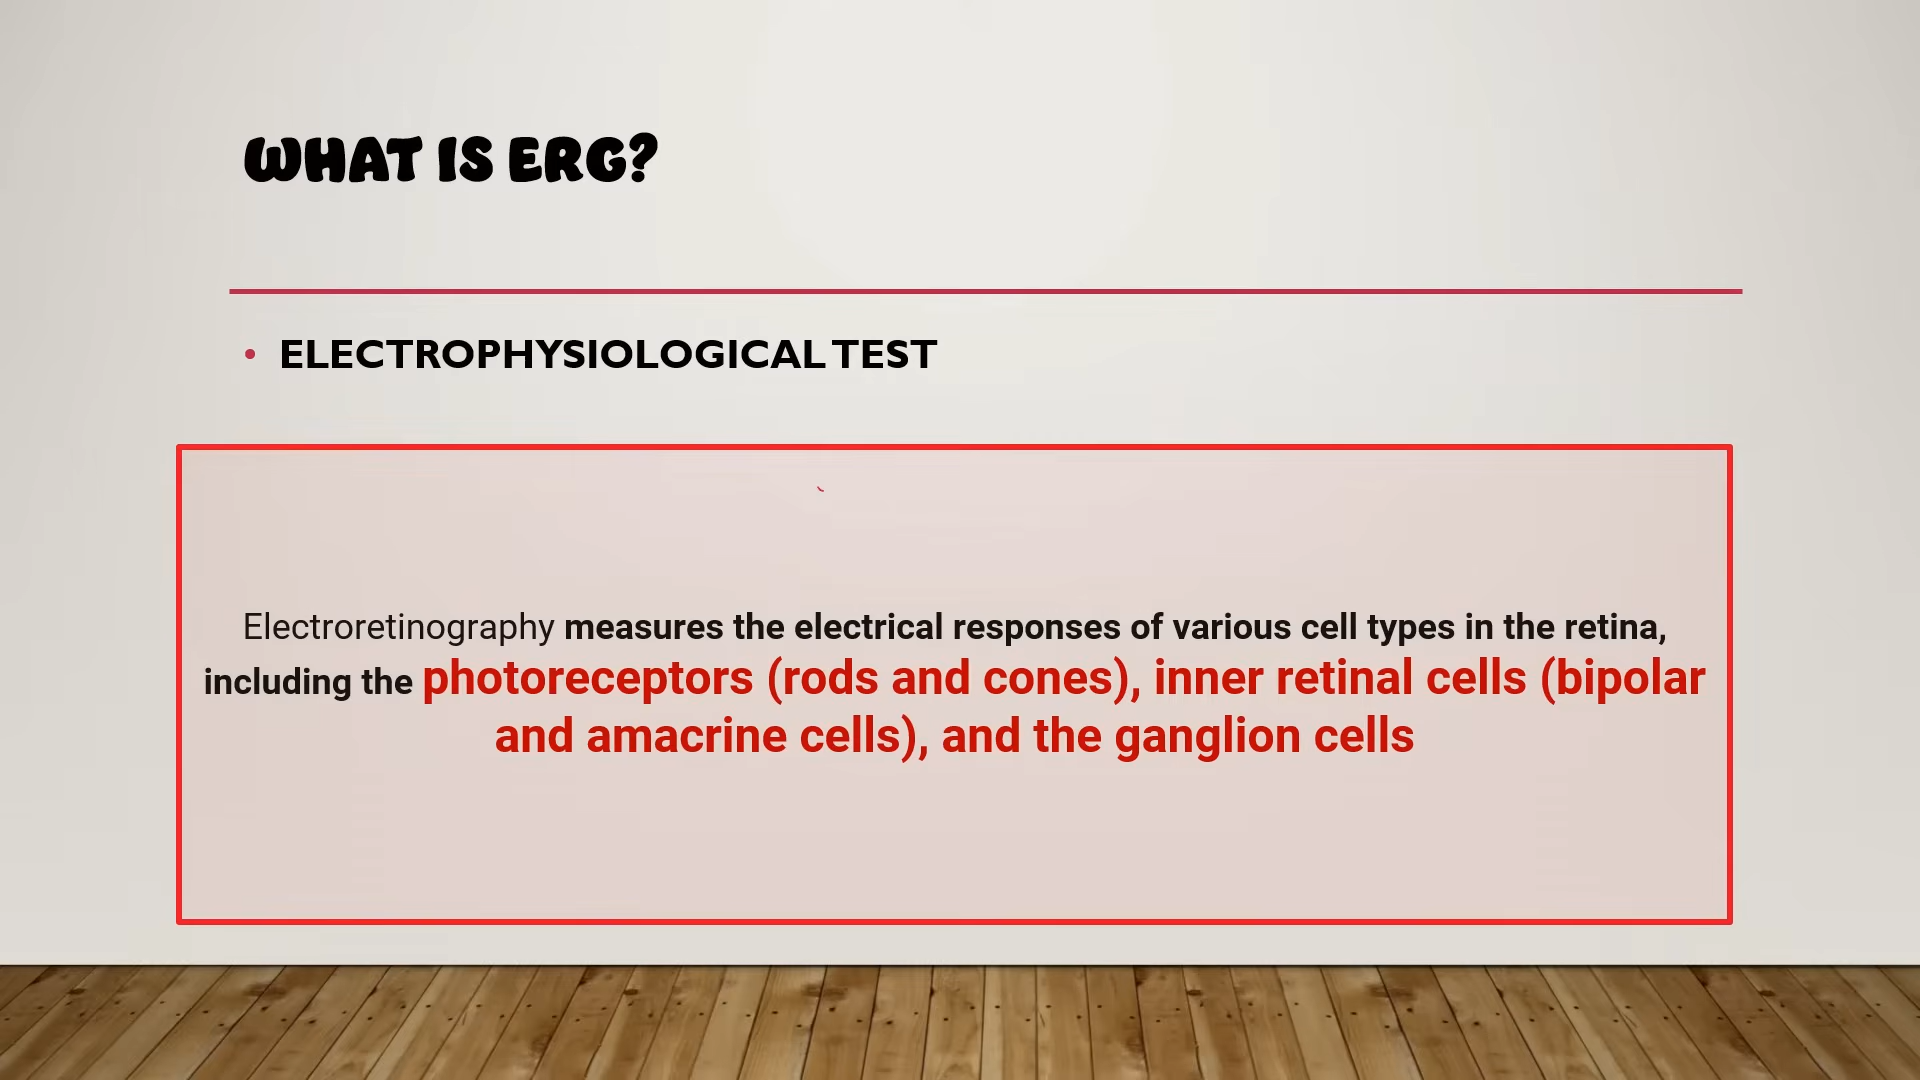 WHAT IS ERG?
• ELECTROPHYSIOLOGICAL TEST
Electroretinography measures the electrical responses of various cell types in the retina,
including the photoreceptors (rods and cones), inner retinal cells (bipolar
and amacrine cells), and the ganglion cells